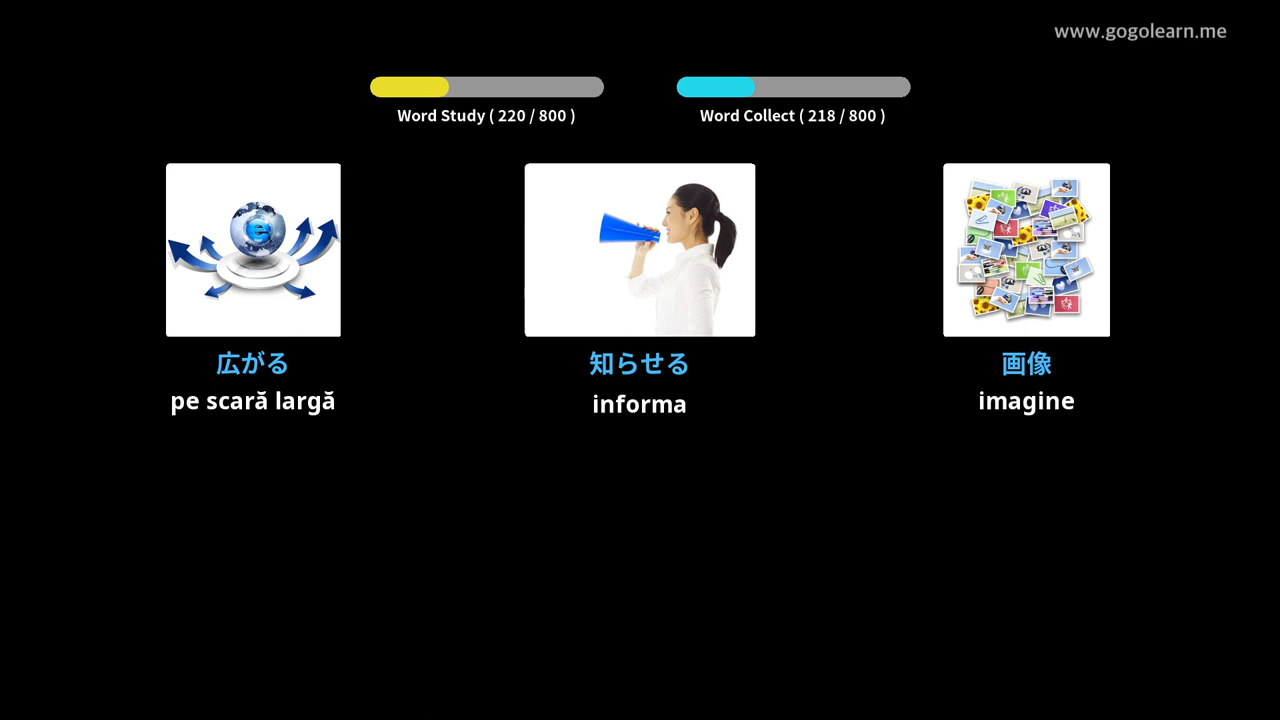 www.gogolearn.me
Word Study ( 220 / 800 )
Word Collect ( 218 / 800 )
e
広がる
知らせる
画像
pe scară largă
informa
imagine